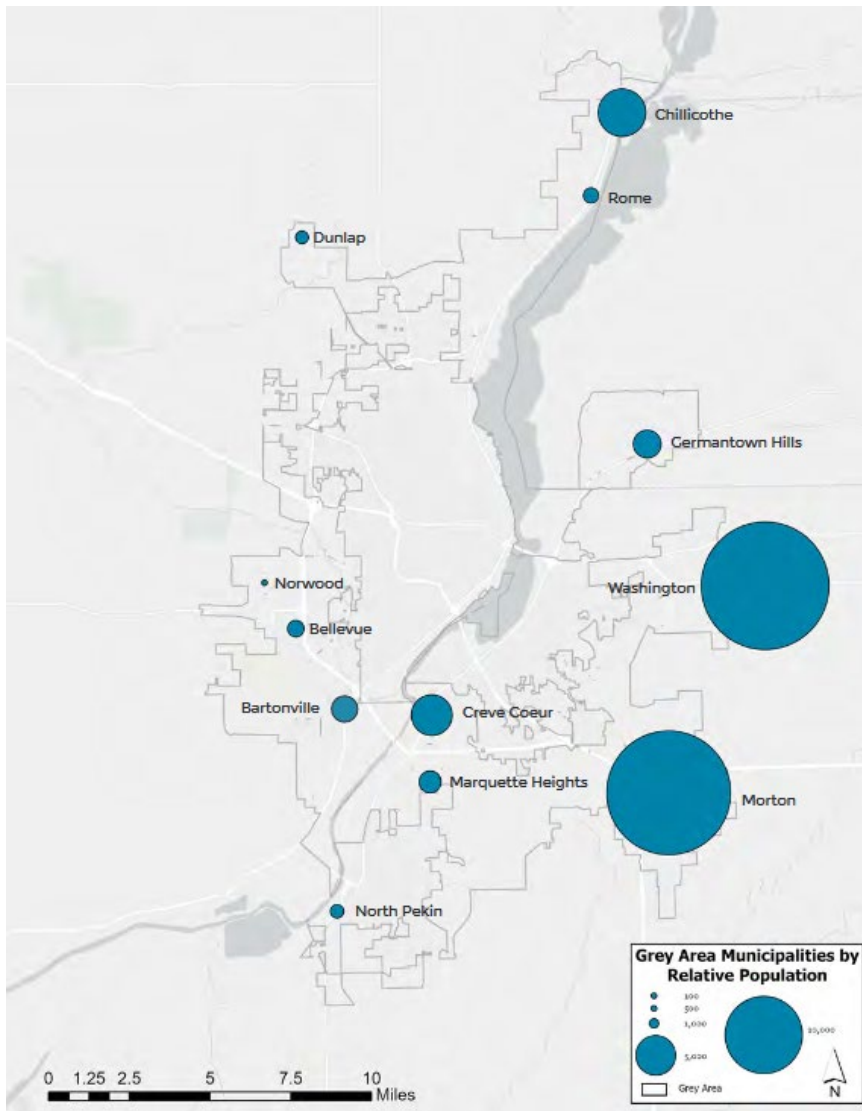 Chillicothe
Rome
Dunlap
Germantown Hills
Norwood
Washington
Bellevue
Bartonville
Creve Coeur
Marquette Heights
Morton
North Pekin
Grey Area Municipalities by
Relative Population
100
500
1,000
5,000
10,000
Grey Area
N
0 1.25 2.5 5 7.5 10
Miles